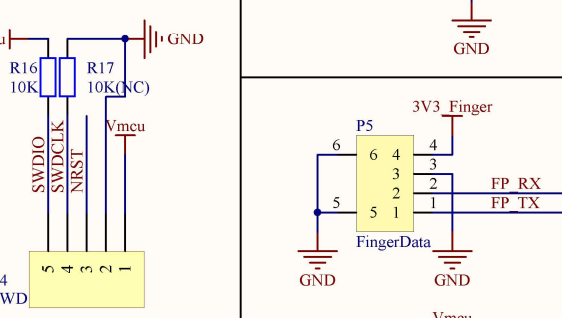 u
GND
R16
10K
R17
10K(NC)
SWDIO
SWDCLK
NRST
Vmcu
5
4
3
2
1
4
WD
GND
3V3_Finger
P5
6
6
4
4
3
3
2
2
FP_RX
5
5
1
1
FP_TX
FingerData
GND
GND
Vmcu